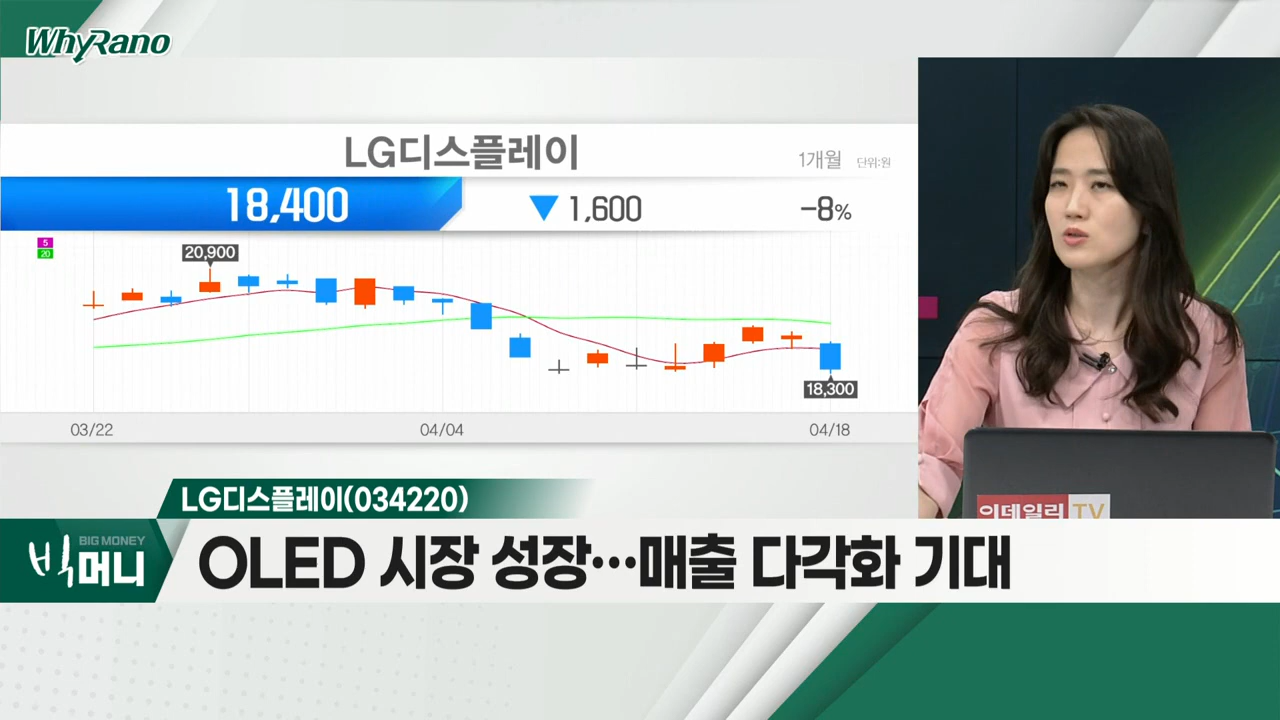 WhyRano
LG디스플레이
1개월 단위:원
18,400 ▼ 1,600 -8%
5
20
20,900
18,300
03/22 04/04 04/18
이데일리 TV
LG디스플레이(034220)
BIG MONEY
빅머니
OLED 시장 성장…매출 다각화 기대